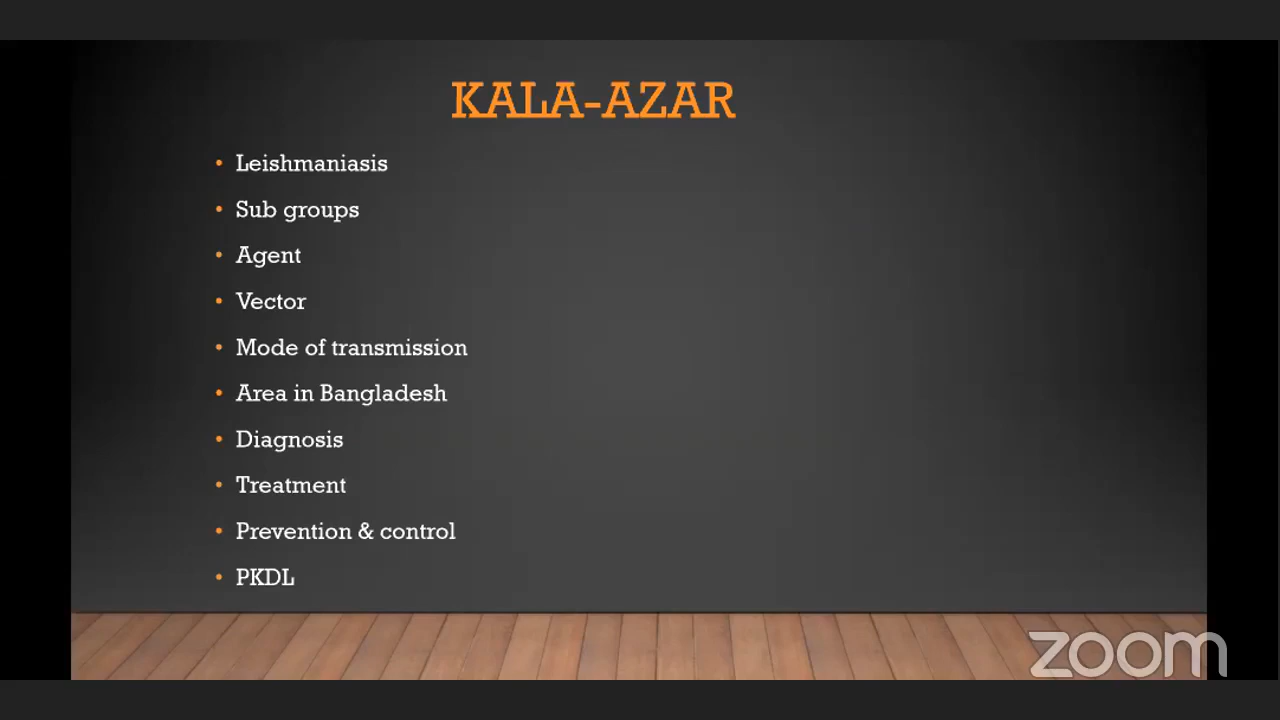 KALA-AZAR
• Leishmaniasis
• Sub groups
• Agent
• Vector
• Mode of transmission
• Area in Bangladesh
• Diagnosis
• Treatment
• Prevention & control
• PKDL
zoom